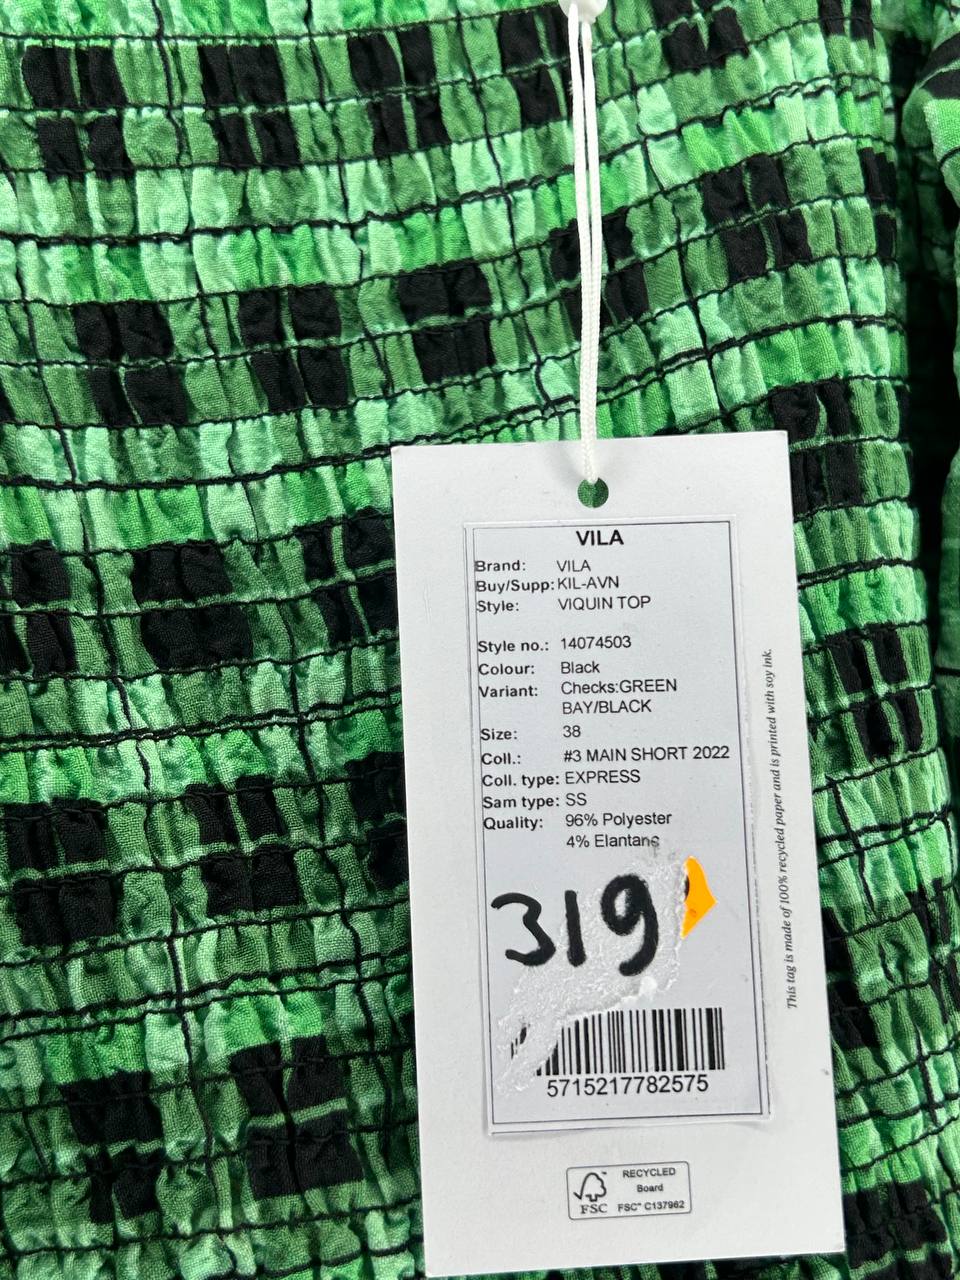 VILA
Brand: VILA
Buy/Supp: KIL-AVN
Style: VIQUIN TOP
Style no.: 14074503
Colour: Black
Variant: Checks:GREEN
BAY/BLACK
Size: 38
Coll.: #3 MAIN SHORT 2022
Coll. type: EXPRESS
Sam type: SS
Quality: 96% Polyester
4% Elantane
319
5715217782575
This tag is made of 100% recycled paper and is printed with soy ink.
FSC
RECYCLED
Board
FSC® C137962